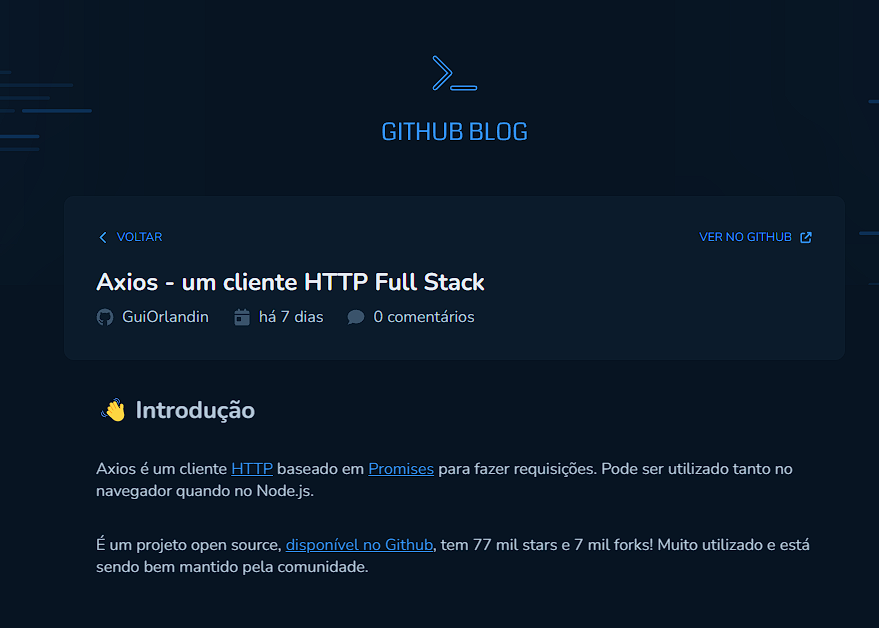 GITHUB BLOG
VOLTAR
VER NO GITHUB
Axios - um cliente HTTP Full Stack
GuiOrlandin há 7 dias 0 comentários
👋 Introdução
Axios é um cliente HTTP baseado em Promises para fazer requisições. Pode ser utilizado tanto no
navegador quando no Node.js.
É um projeto open source, disponível no Github, tem 77 mil stars e 7 mil forks! Muito utilizado e está
sendo bem mantido pela comunidade.